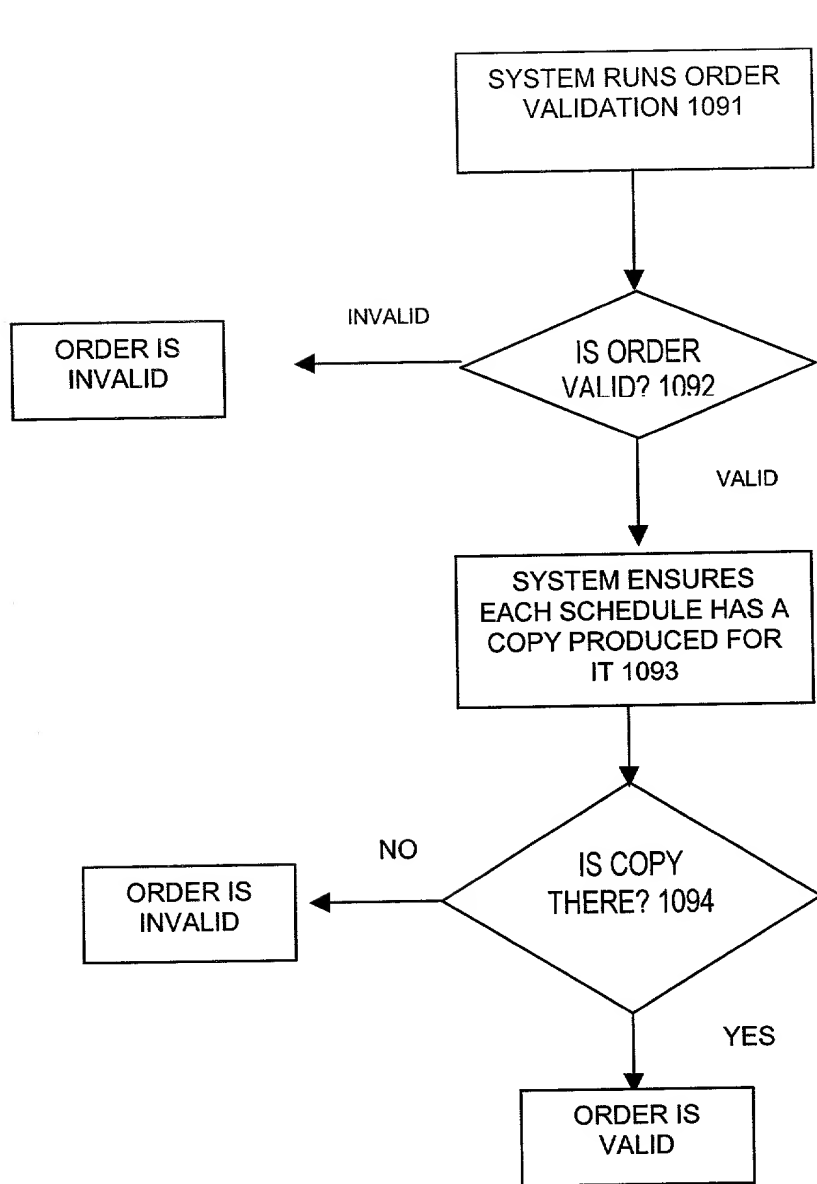 SYSTEM RUNS ORDER
VALIDATION 1091
INVALID
ORDER IS
INVALID
IS ORDER
VALID? 1092
VALID
SYSTEM ENSURES
EACH SCHEDULE HAS A
COPY PRODUCED FOR
IT 1093
NO
IS COPY
THERE? 1094
ORDER IS
INVALID
YES
ORDER IS
VALID